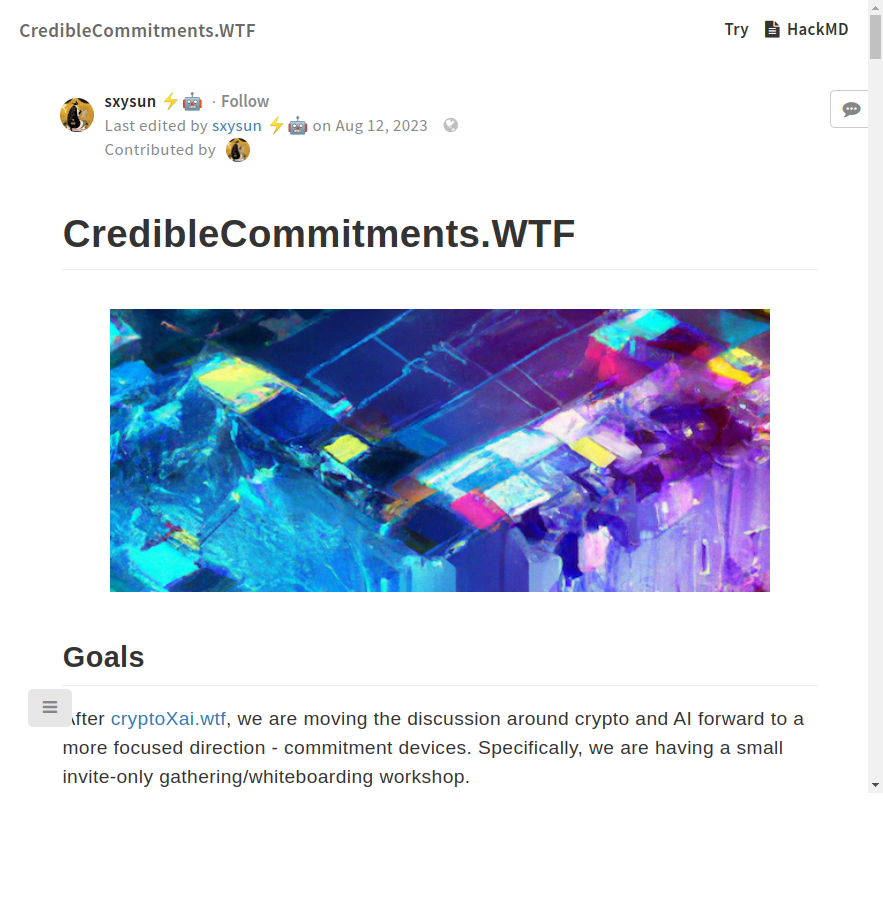 CredibleCommitments.WTF
Try HackMD
sxysun ⚡🤖 · Follow
Last edited by sxysun ⚡🤖 on Aug 12, 2023
Contributed by
CredibleCommitments.WTF
Goals
After cryptoXai.wtf, we are moving the discussion around crypto and AI forward to a
more focused direction - commitment devices. Specifically, we are having a small
invite-only gathering/whiteboarding workshop.